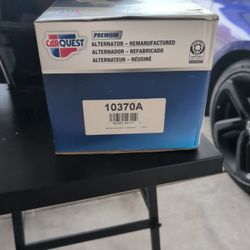 CARQUEST
PREMIUM
ALTERNATOR - REMANUFACTURED
ALTERNADOR - REFABRICADO
ALTERNATEUR - RÉUSINÉ
10370A